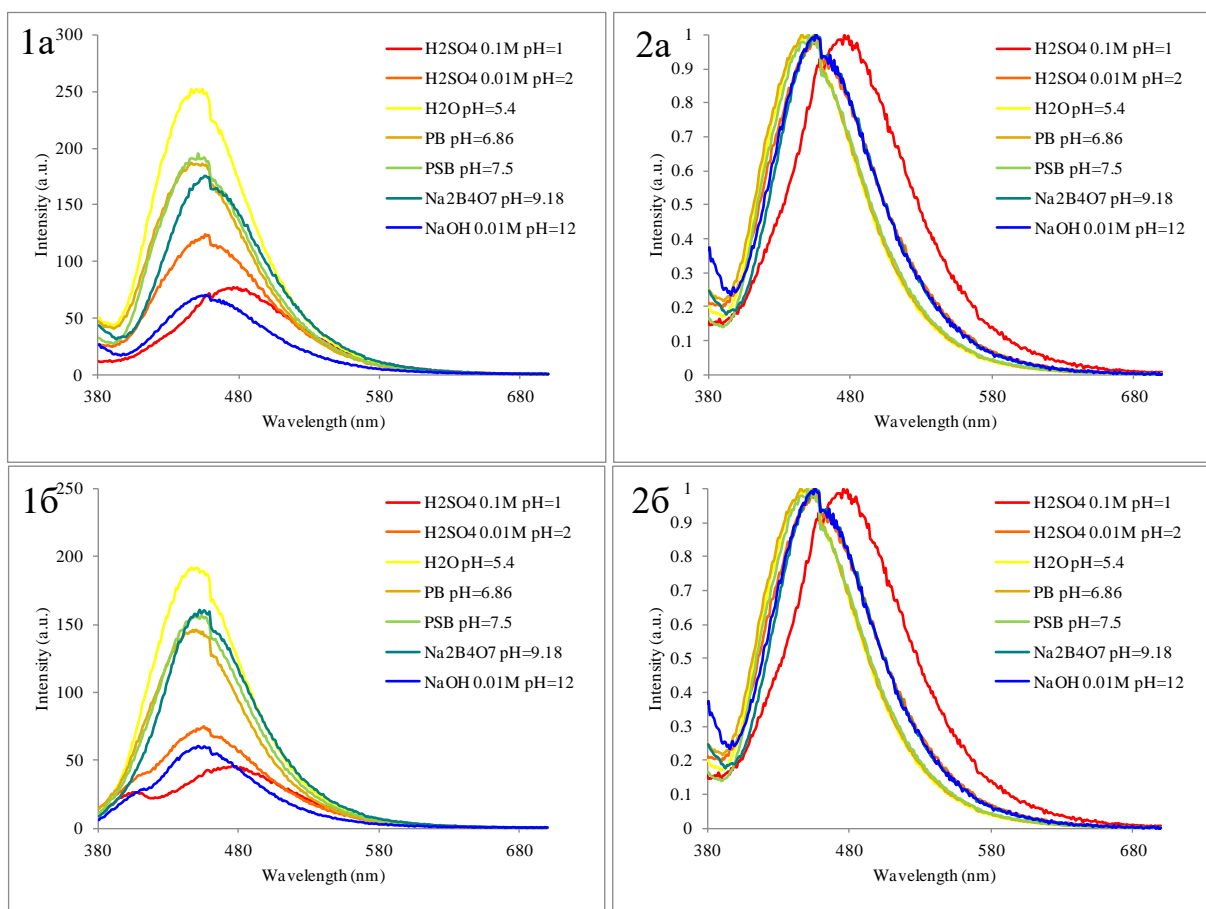 1а
300
250
200
150
100
50
0
380
480
580
680
Intensity (a.u.)
Wavelength (nm)
H2SO4 0.1M pH=1
H2SO4 0.01M pH=2
H2O pH=5.4
PB pH=6.86
PSB pH=7.5
Na2B4O7 pH=9.18
NaOH 0.01M pH=12
2а
1
0.9
0.8
0.7
0.6
0.5
0.4
0.3
0.2
0.1
0
380
480
580
680
Intensity (a.u.)
Wavelength (nm)
H2SO4 0.1M pH=1
H2SO4 0.01M pH=2
H2O pH=5.4
PB pH=6.86
PSB pH=7.5
Na2B4O7 pH=9.18
NaOH 0.01M pH=12
1б
250
200
150
100
50
0
380
480
580
680
Intensity (a.u.)
Wavelength (nm)
H2SO4 0.1M pH=1
H2SO4 0.01M pH=2
H2O pH=5.4
PB pH=6.86
PSB pH=7.5
Na2B4O7 pH=9.18
NaOH 0.01M pH=12
2б
1
0.9
0.8
0.7
0.6
0.5
0.4
0.3
0.2
0.1
0
380
480
580
680
Intensity (a.u.)
Wavelength (nm)
H2SO4 0.1M pH=1
H2SO4 0.01M pH=2
H2O pH=5.4
PB pH=6.86
PSB pH=7.5
Na2B4O7 pH=9.18
NaOH 0.01M pH=12